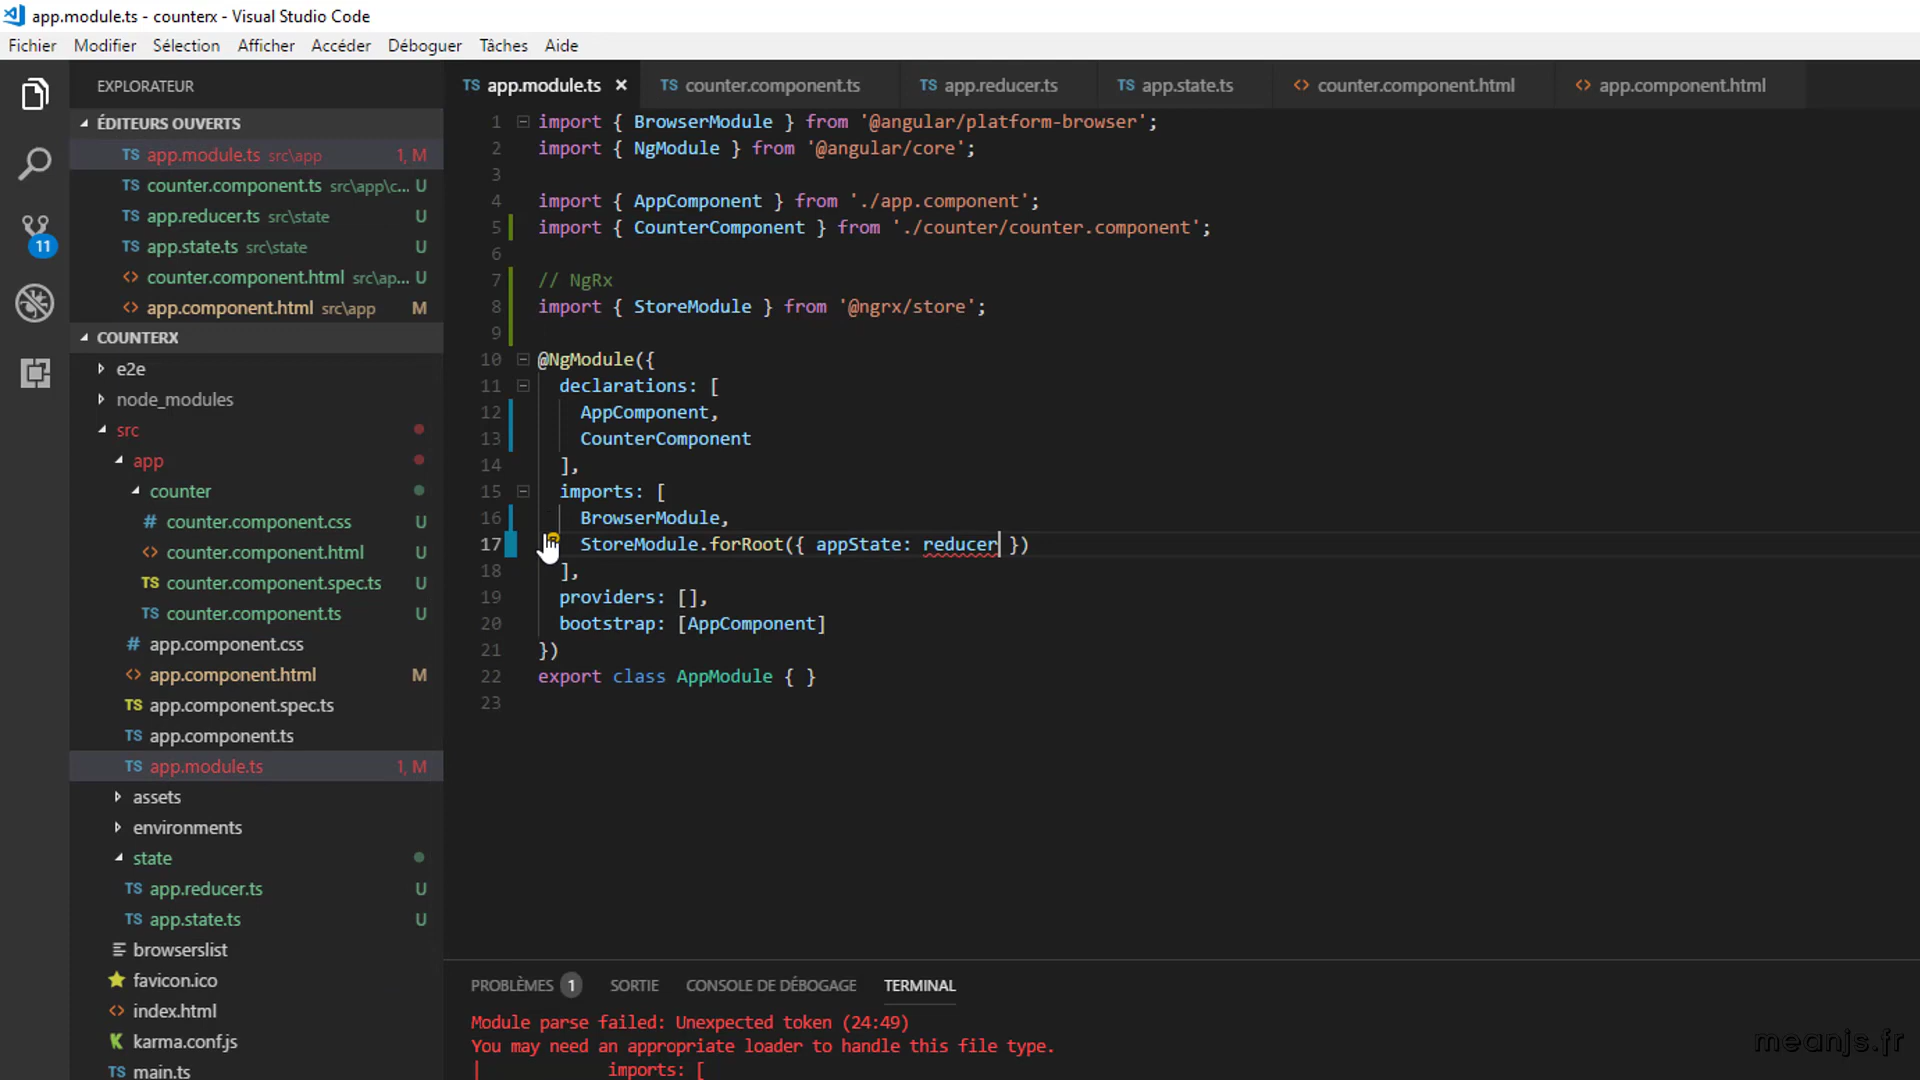 app.module.ts - counterx - Visual Studio Code
Fichier Modifier Sélection Afficher Accéder Déboguer Tâches Aide
EXPLORATEUR
ÉDITEURS OUVERTS
TS app.module.ts src\app 1, M
TS counter.component.ts src\app\c... U
TS app.reducer.ts src\state U
TS app.state.ts src\state U
<> counter.component.html src\ap... U
<> app.component.html src\app M
11
COUNTERX
e2e
node_modules
src
app
counter
# counter.component.css U
<> counter.component.html U
TS counter.component.spec.ts U
TS counter.component.ts U
# app.component.css
<> app.component.html M
TS app.component.spec.ts
TS app.component.ts
TS app.module.ts 1, M
assets
environments
state
TS app.reducer.ts U
TS app.state.ts U
browserslist
favicon.ico
<> index.html
karma.conf.js
TS main.ts
TS app.module.ts × TS counter.component.ts TS app.reducer.ts TS app.state.ts <> counter.component.html <> app.component.html
1 import { BrowserModule } from '@angular/platform-browser';
2 import { NgModule } from '@angular/core';
3
4 import { AppComponent } from './app.component';
5 import { CounterComponent } from './counter/counter.component';
6
7 // NgRx
8 import { StoreModule } from '@ngrx/store';
9
10 @NgModule({
11 declarations: [
12 AppComponent,
13 CounterComponent
14 ],
15 imports: [
16 BrowserModule,
17 StoreModule.forRoot({ appState: reducer })
18 ],
19 providers: [],
20 bootstrap: [AppComponent]
21 })
22 export class AppModule { }
23
PROBLÈMES 1 SORTIE CONSOLE DE DÉBOGAGE TERMINAL
Module parse failed: Unexpected token (24:49)
You may need an appropriate loader to handle this file type.
| imports: [
meanjs.fr